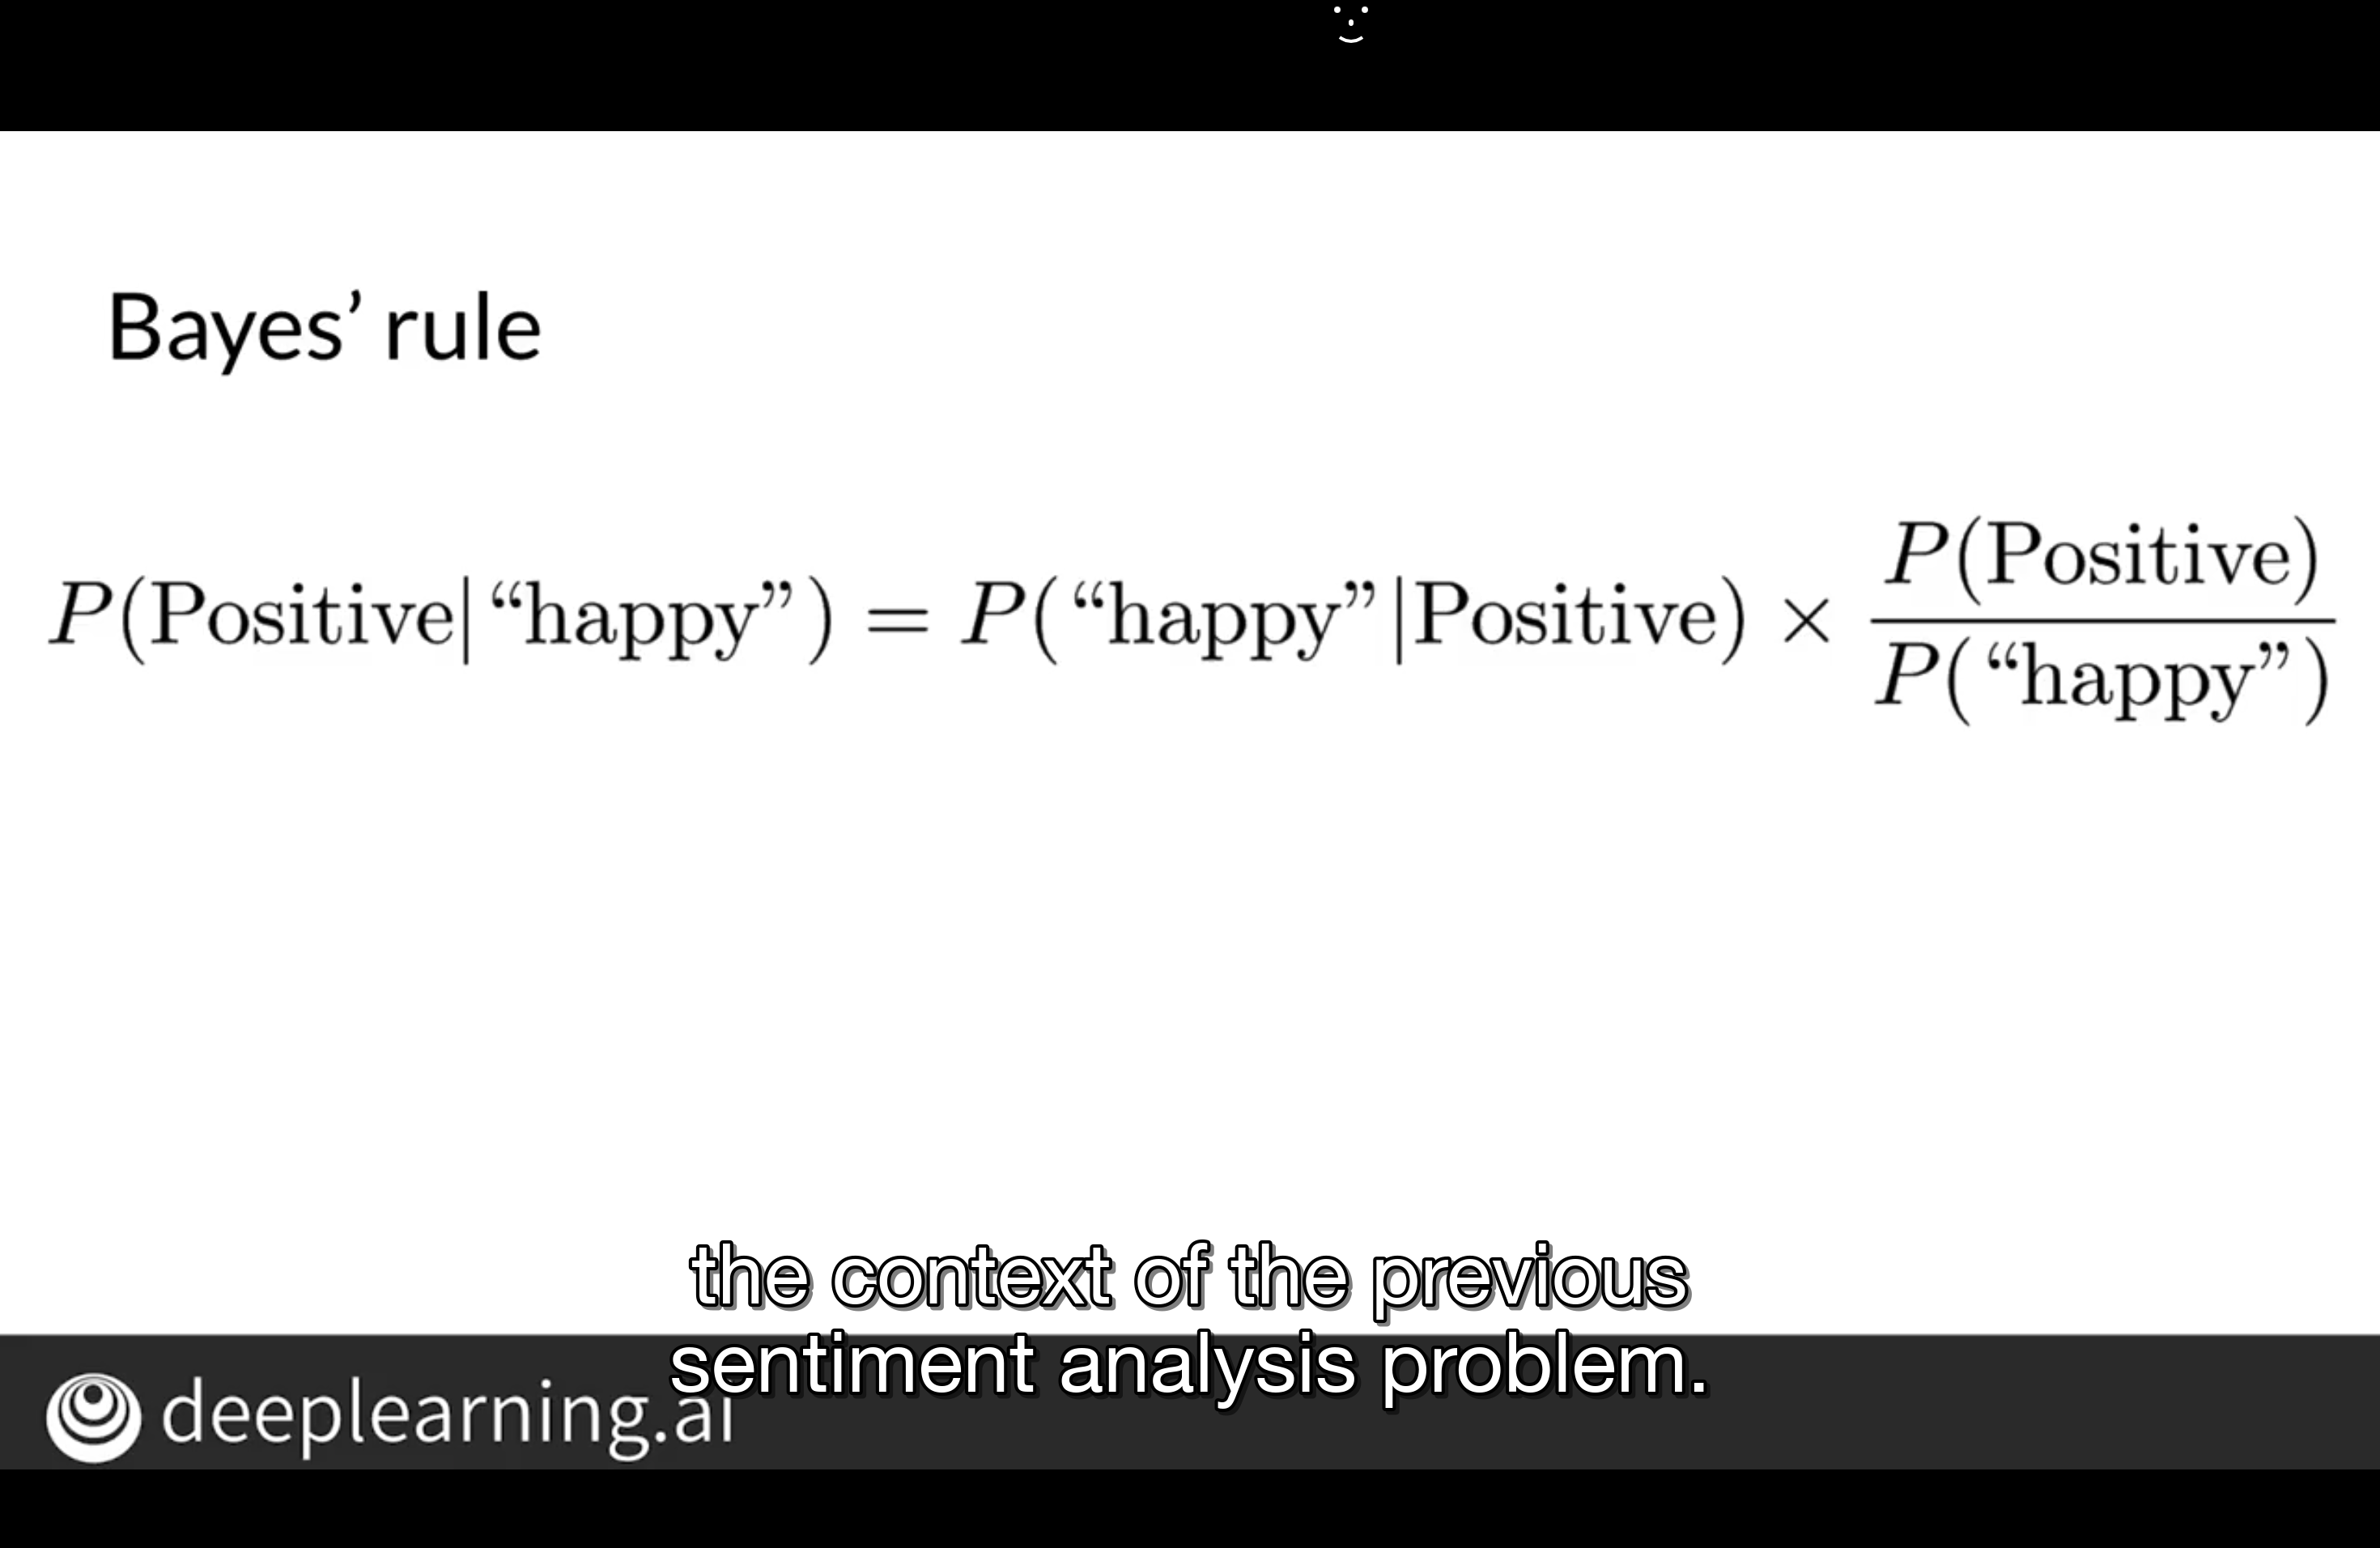 Bayes’ rule
P(Positive|“happy”) = P(“happy”|Positive) × P(Positive) / P(“happy”)
the context of the previous
sentiment analysis problem.
deeplearning.ai